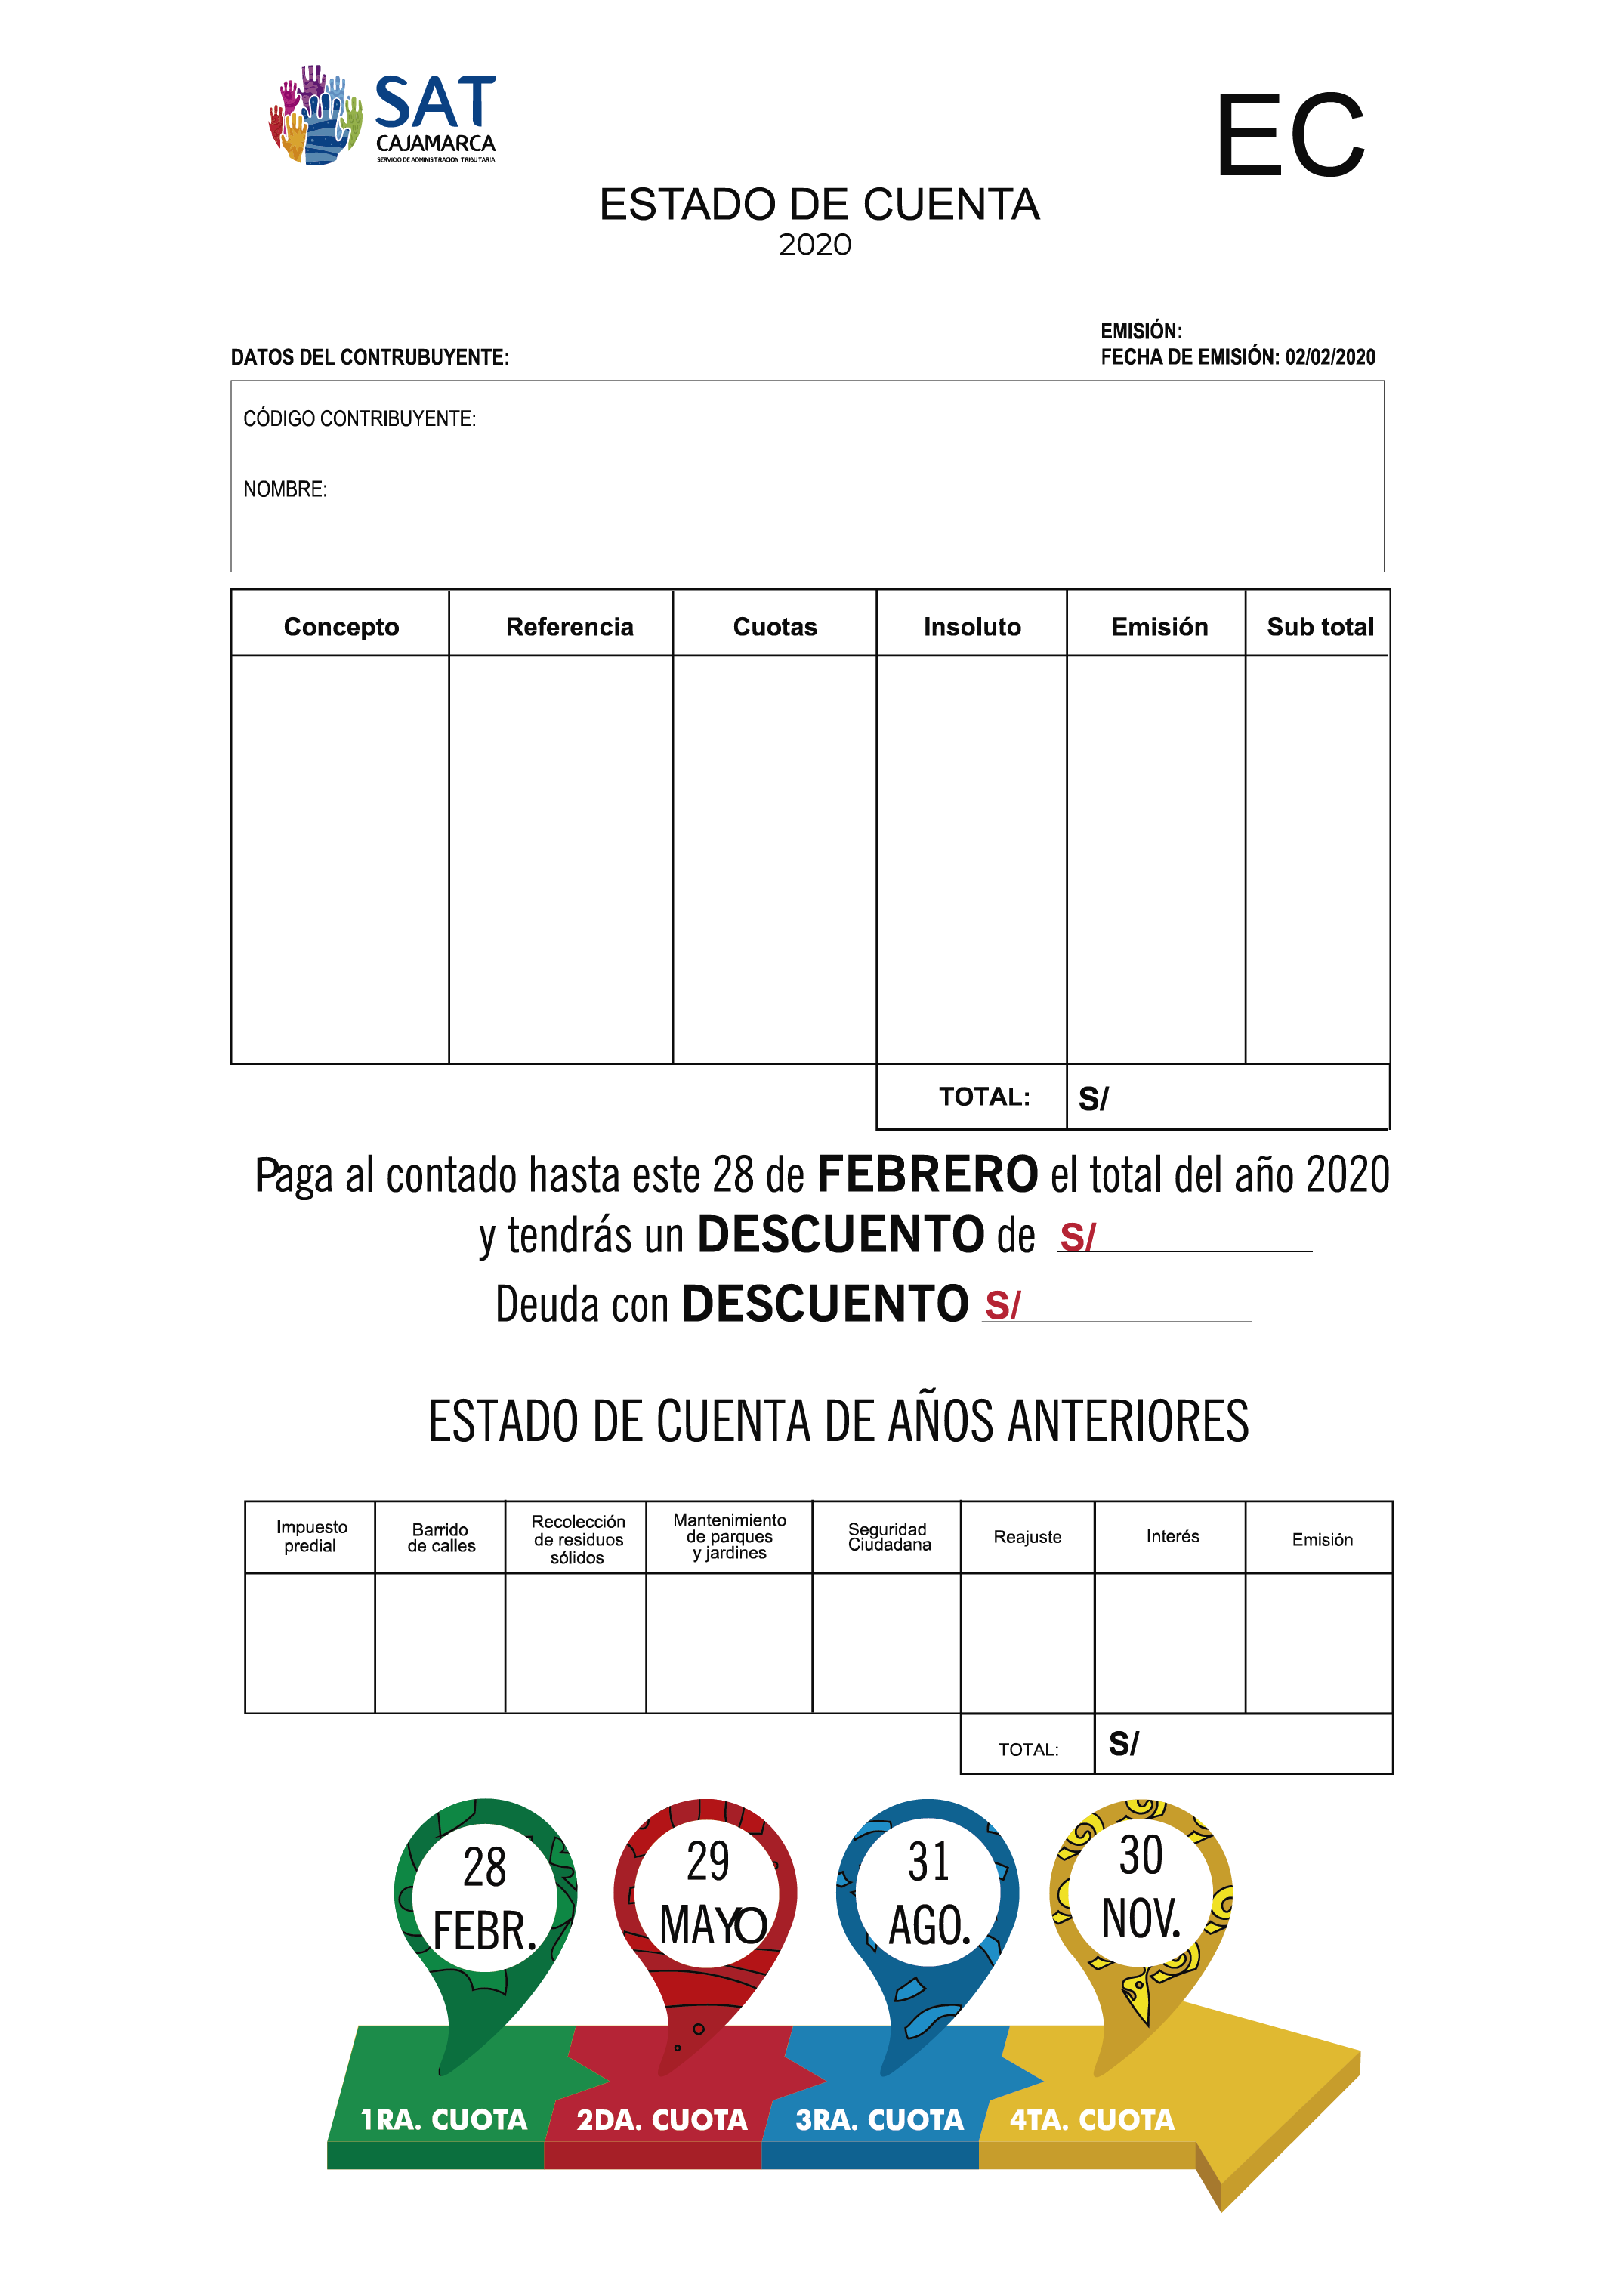 SAT
CAJAMARCA
SERVICIO DE ADMINISTRACION TRIBUTARIA
EC
ESTADO DE CUENTA
2020
EMISIÓN:
DATOS DEL CONTRUBUYENTE:
FECHA DE EMISIÓN: 02/02/2020
CÓDIGO CONTRIBUYENTE:
NOMBRE:
Concepto Referencia Cuotas Insoluto Emisión Sub total
TOTAL: S/
Paga al contado hasta este 28 de FEBRERO el total del año 2020
y tendrás un DESCUENTO de S/
Deuda con DESCUENTO S/
ESTADO DE CUENTA DE AÑOS ANTERIORES
Impuesto
predial
Barrido
de calles
Recolección
de residuos
sólidos
Mantenimiento
de parques
y jardines
Seguridad
Ciudadana
Reajuste
Interés
Emisión
TOTAL: S/
28
FEBR.
29
MAYO
31
AGO.
30
NOV.
1RA. CUOTA
2DA. CUOTA
3RA. CUOTA
4TA. CUOTA